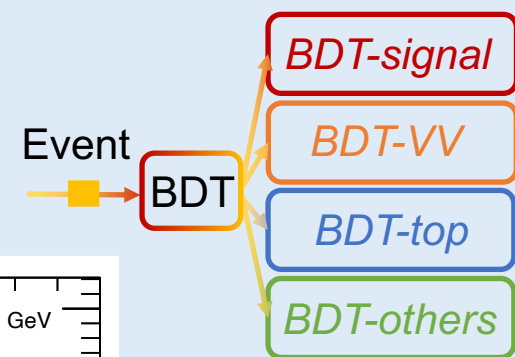 BDT-signal
BDT-VV
Event
BDT
BDT-top
BDT-others
GeV